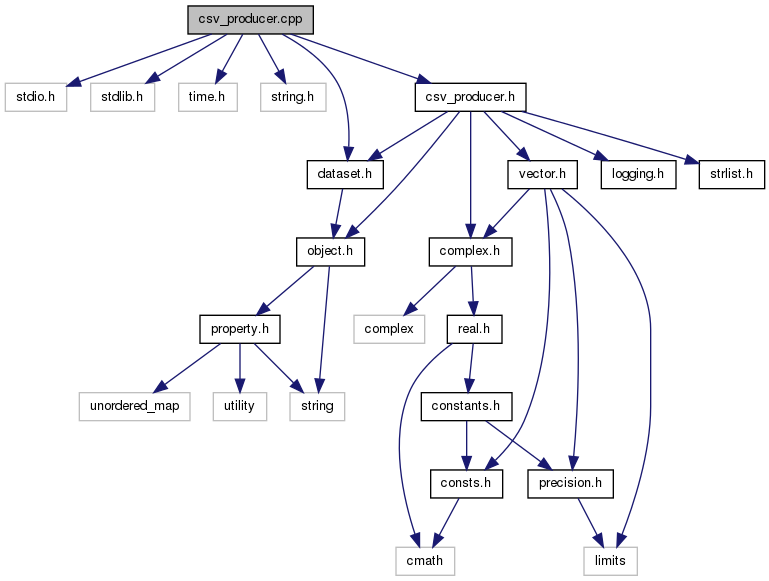 csv_producer.cpp
stdio.h
stdlib.h
time.h
string.h
csv_producer.h
dataset.h
vector.h
logging.h
strlist.h
object.h
complex.h
property.h
complex
real.h
unordered_map
utility
string
constants.h
consts.h
precision.h
cmath
limits